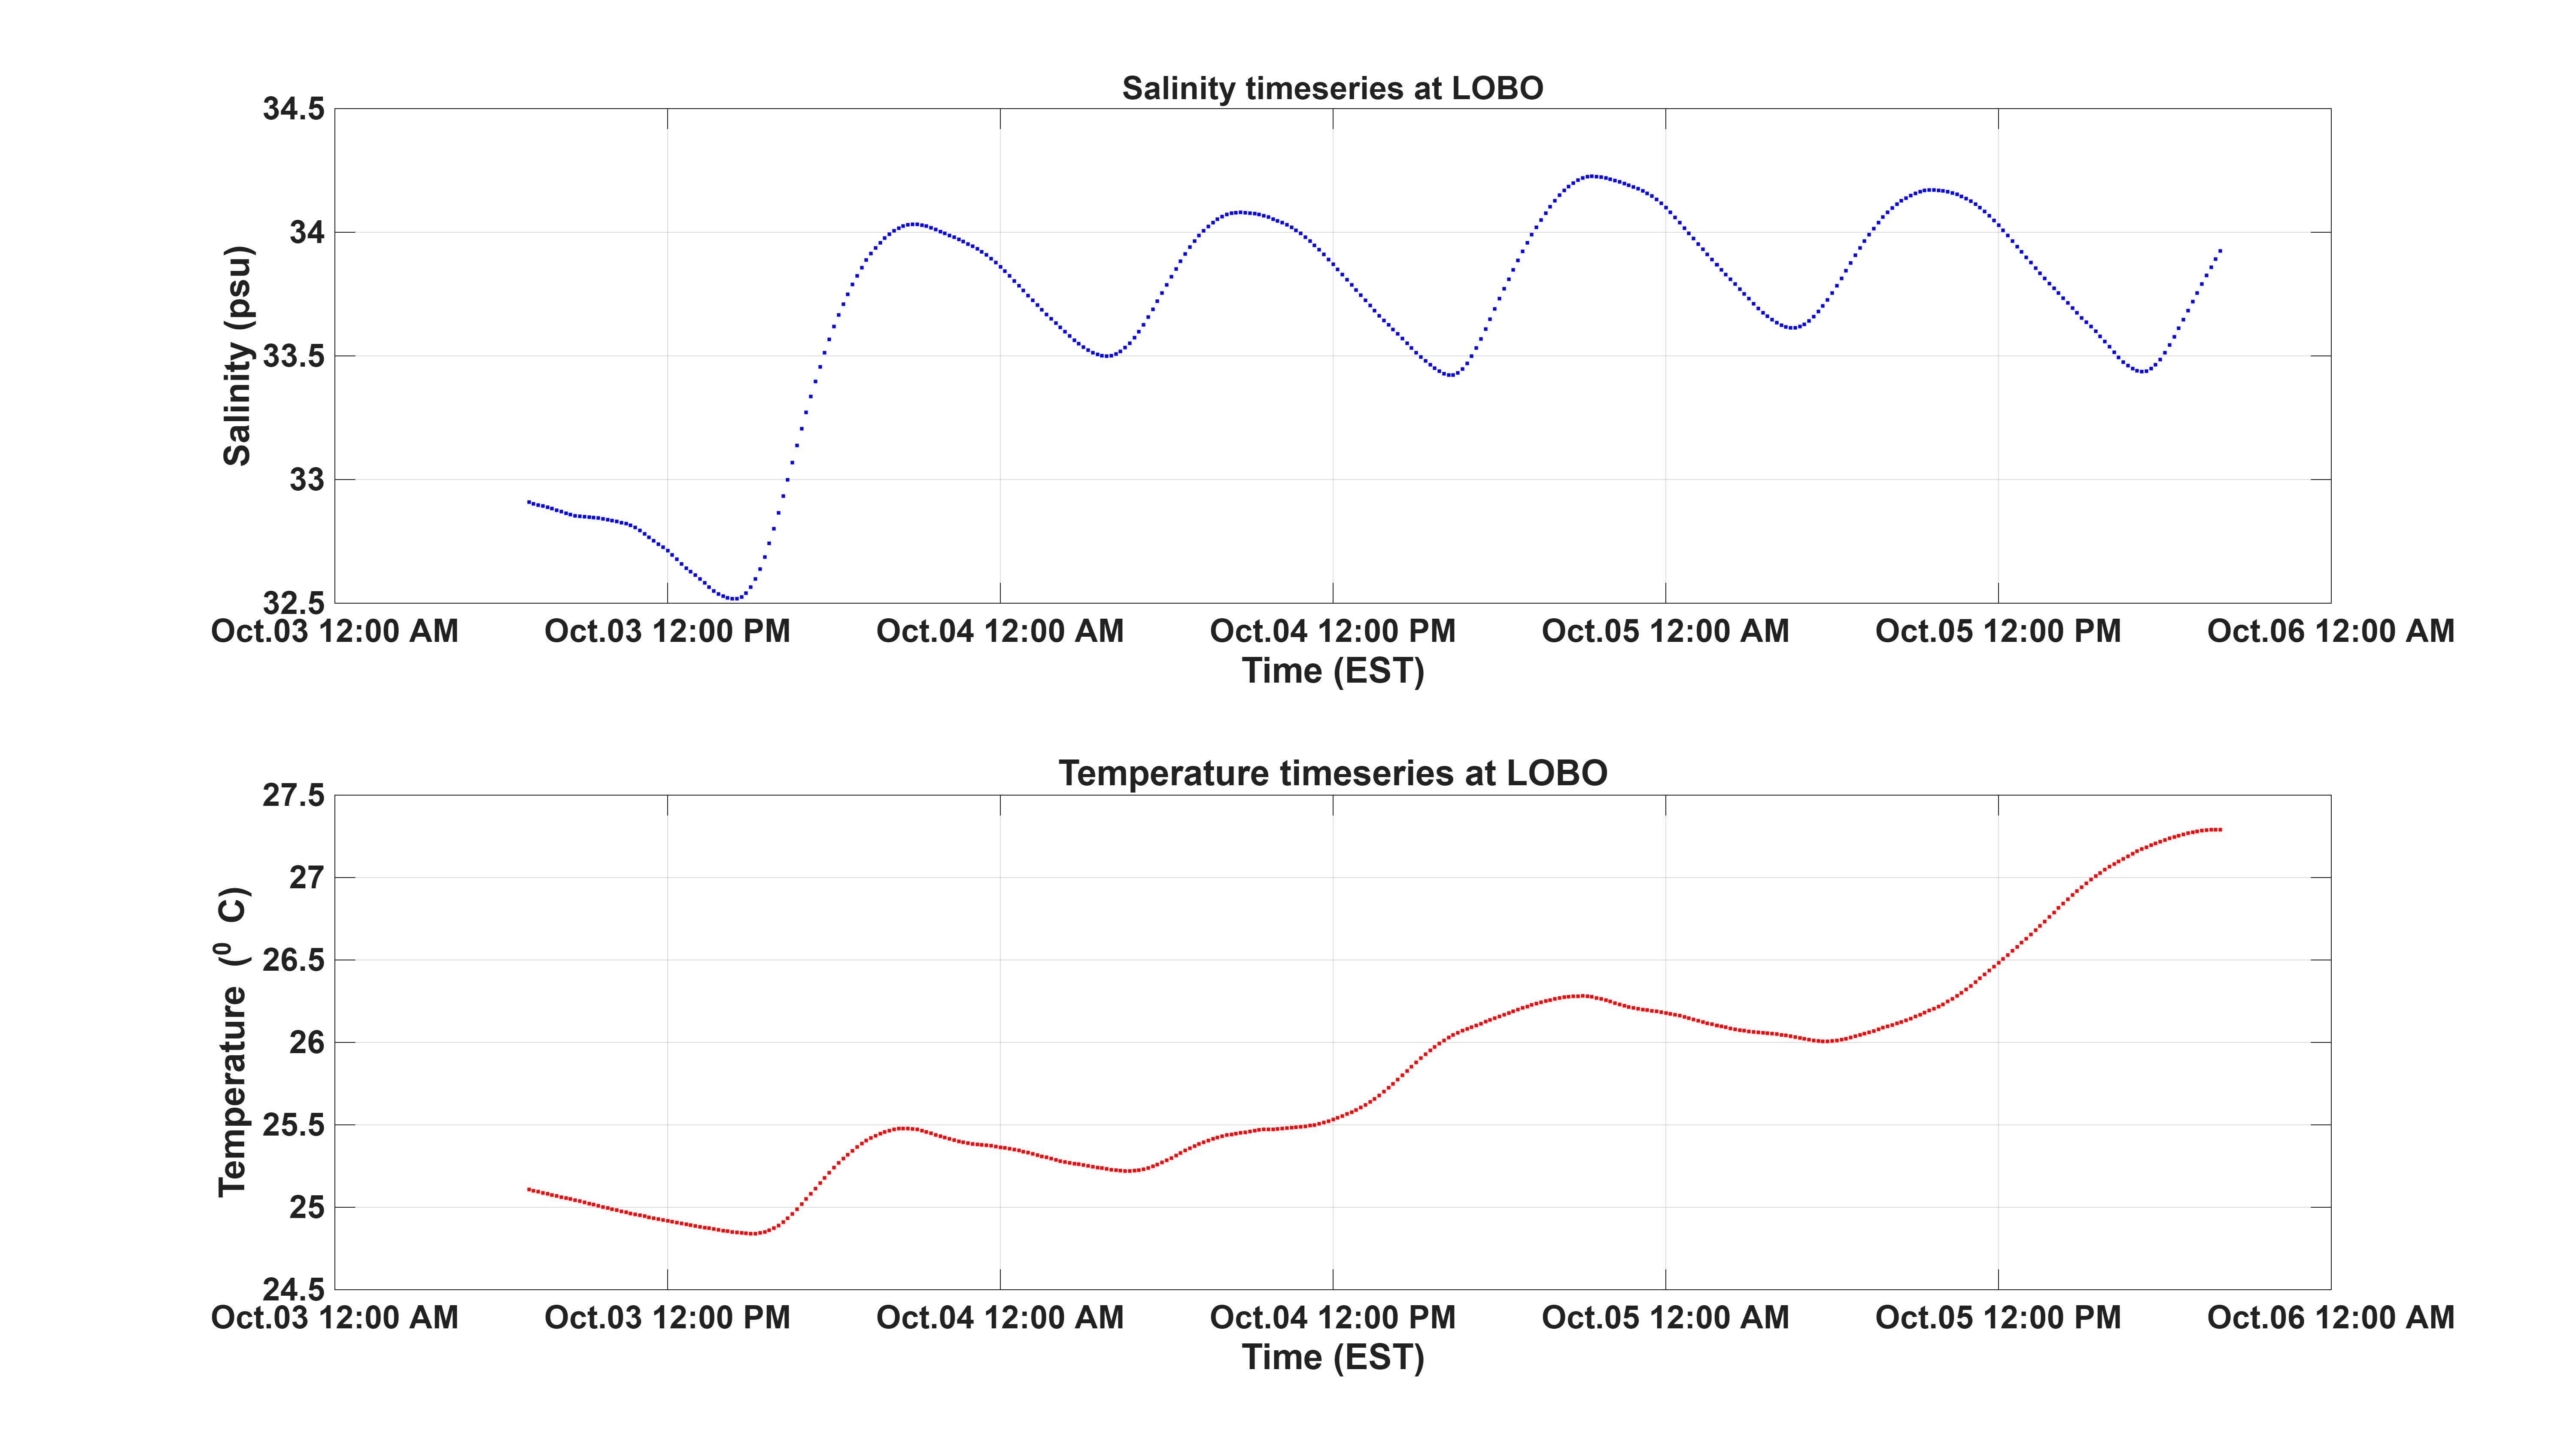 Salinity timeseries at LOBO
34.5
34
33.5
33
32.5
Salinity (psu)
Oct.03 12:00 AM Oct.03 12:00 PM Oct.04 12:00 AM Oct.04 12:00 PM Oct.05 12:00 AM Oct.05 12:00 PM Oct.06 12:00 AM
Time (EST)
Temperature timeseries at LOBO
27.5
27
26.5
26
25.5
25
24.5
Temperature (⁰ C)
Oct.03 12:00 AM Oct.03 12:00 PM Oct.04 12:00 AM Oct.04 12:00 PM Oct.05 12:00 AM Oct.05 12:00 PM Oct.06 12:00 AM
Time (EST)